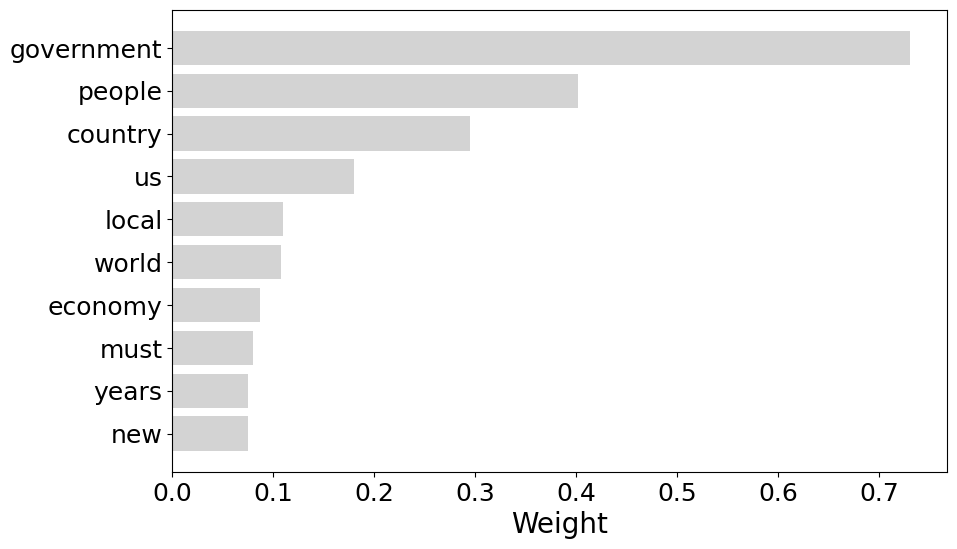 government
people
country
us
local
world
economy
must
years
new
0.0 0.1 0.2 0.3 0.4 0.5 0.6 0.7
Weight